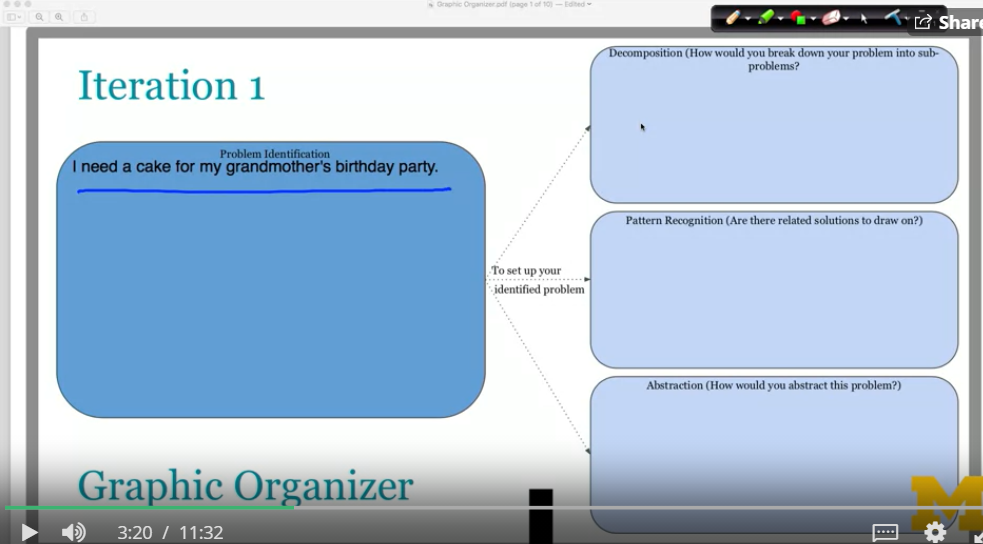 Graphic Organizer.pdf (page 1 of 10) — Edited
Share
Iteration 1
Problem Identification
I need a cake for my grandmother's birthday party.
To set up your
identified problem
Decomposition (How would you break down your problem into sub-
problems?
Pattern Recognition (Are there related solutions to draw on?)
Abstraction (How would you abstract this problem?)
Graphic Organizer
M
3:20 / 11:32